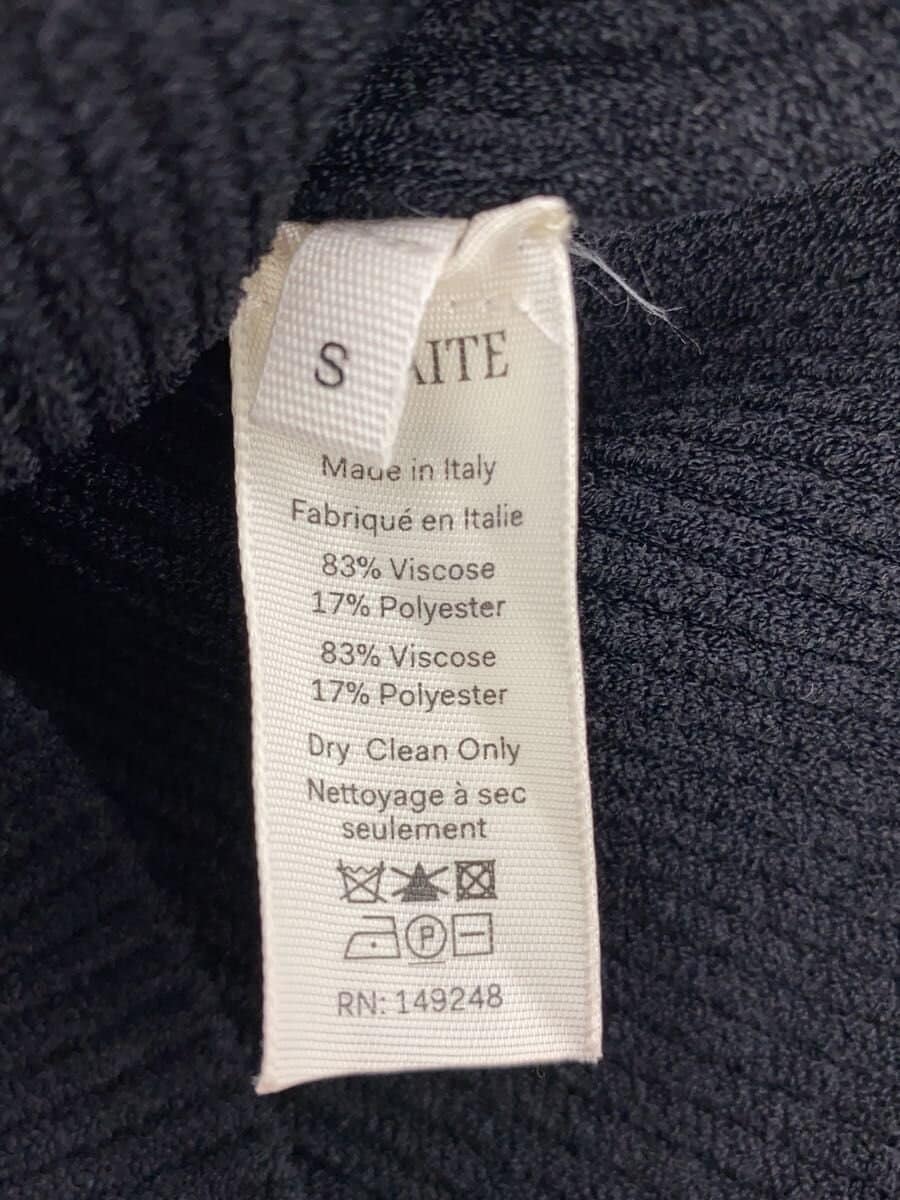 S
AITE
Made in Italy
Fabriqué en Italie
83% Viscose
17% Polyester
83% Viscose
17% Polyester
Dry Clean Only
Nettoyage à sec
seulement
P
RN: 149248